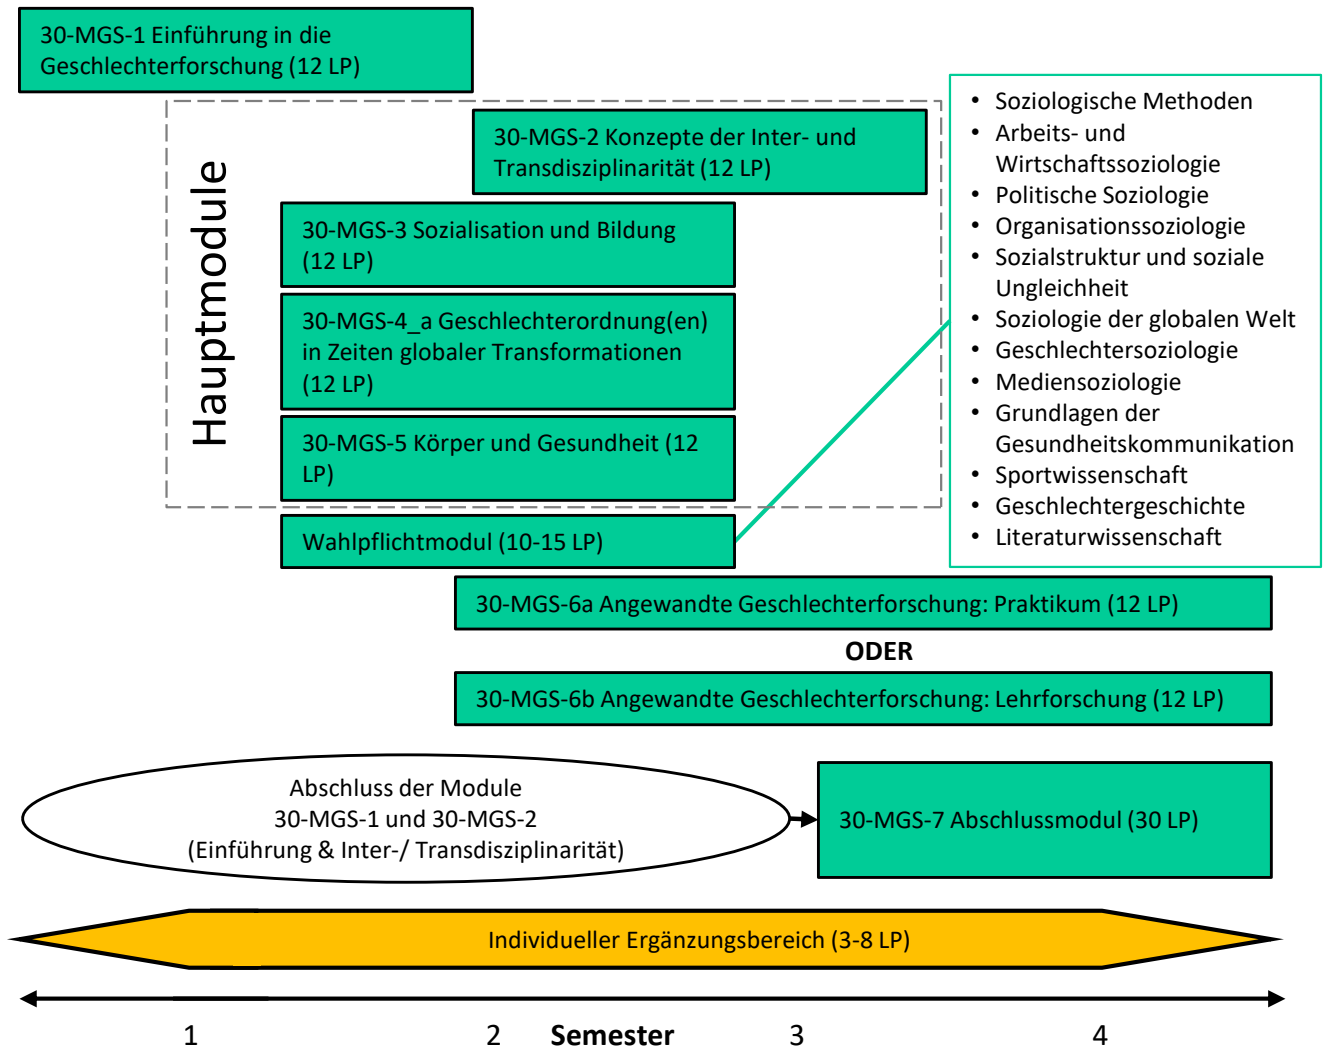 30-MGS-1 Einführung in die
Geschlechterforschung (12 LP)
Hauptmodule
30-MGS-2 Konzepte der Inter- und
Transdisziplinarität (12 LP)
30-MGS-3 Sozialisation und Bildung
(12 LP)
30-MGS-4_a Geschlechterordnung(en)
in Zeiten globaler Transformationen
(12 LP)
30-MGS-5 Körper und Gesundheit (12
LP)
Wahlpflichtmodul (10-15 LP)
• Soziologische Methoden
• Arbeits- und
Wirtschaftssoziologie
• Politische Soziologie
• Organisationssoziologie
• Sozialstruktur und soziale
Ungleichheit
• Soziologie der globalen Welt
• Geschlechtersoziologie
• Mediensoziologie
• Grundlagen der
Gesundheitskommunikation
• Sportwissenschaft
• Geschlechtergeschichte
• Literaturwissenschaft
30-MGS-6a Angewandte Geschlechterforschung: Praktikum (12 LP)
ODER
30-MGS-6b Angewandte Geschlechterforschung: Lehrforschung (12 LP)
Abschluss der Module
30-MGS-1 und 30-MGS-2
(Einführung & Inter-/ Transdisziplinarität)
30-MGS-7 Abschlussmodul (30 LP)
Individueller Ergänzungsbereich (3-8 LP)
1 2 Semester 3 4